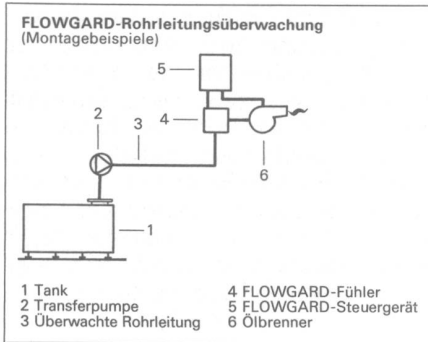 FLOWGARD-Rohrleitungsüberwachung
(Montagebeispiele)
5
2
3
4
6
1
1 Tank
2 Transferpumpe
3 Überwachte Rohrleitung
4 FLOWGARD-Fühler
5 FLOWGARD-Steuergerät
6 Ölbrenner